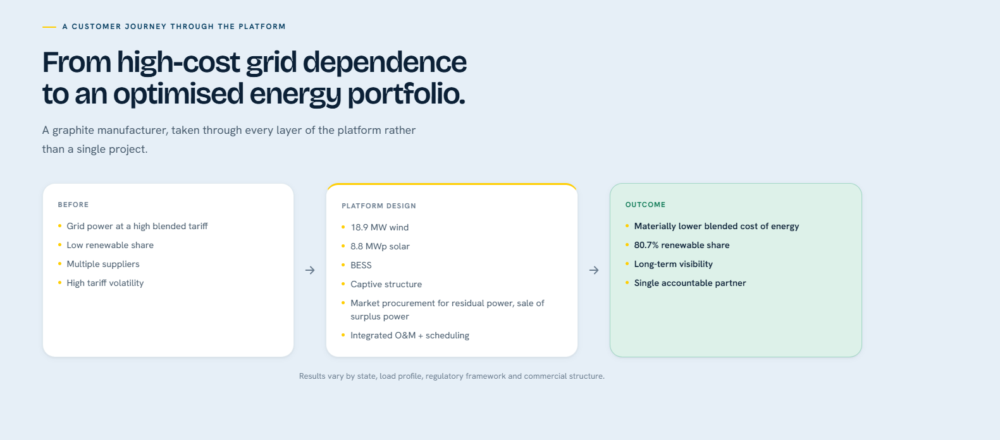 A CUSTOMER JOURNEY THROUGH THE PLATFORM
From high-cost grid dependence
to an optimised energy portfolio.
A graphite manufacturer, taken through every layer of the platform rather
than a single project.
BEFORE
Grid power at a high blended tariff
Low renewable share
Multiple suppliers
High tariff volatility
→
PLATFORM DESIGN
18.9 MW wind
8.8 MWp solar
BESS
Captive structure
Market procurement for residual power, sale of
surplus power
Integrated O&M + scheduling
→
OUTCOME
Materially lower blended cost of energy
80.7% renewable share
Long-term visibility
Single accountable partner
Results vary by state, load profile, regulatory framework and commercial structure.